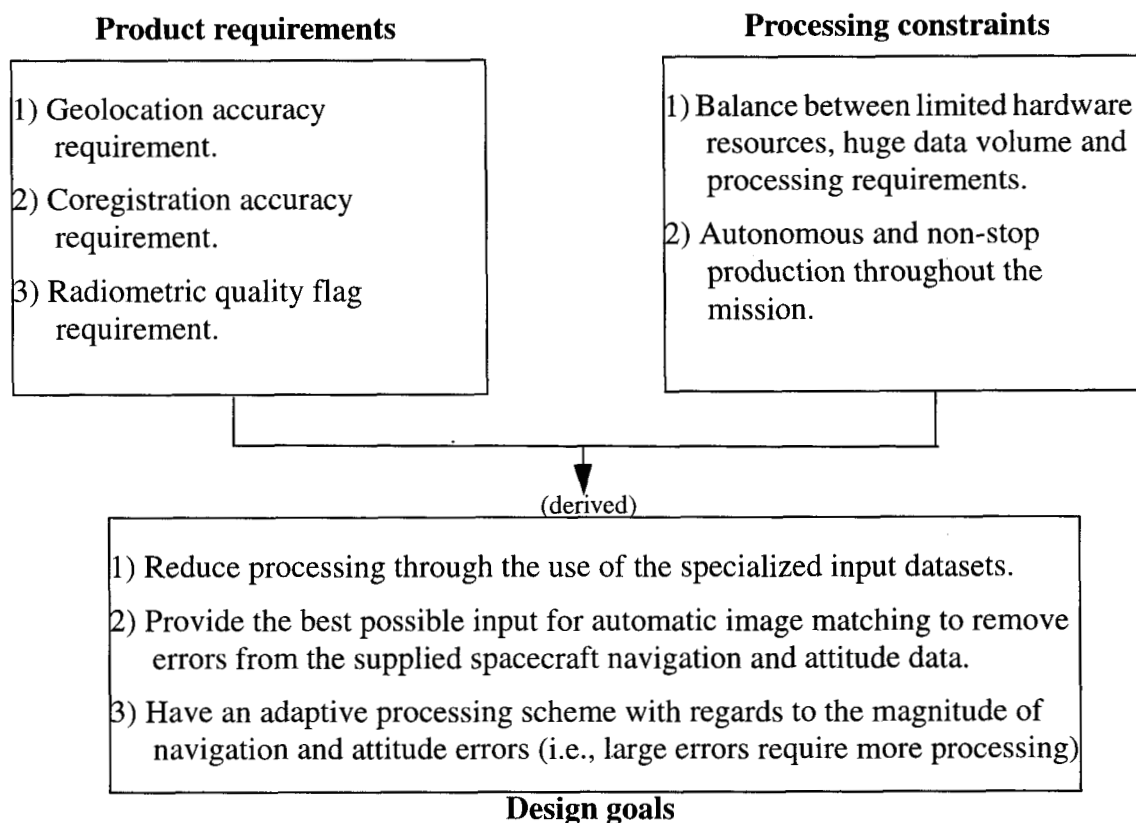 Product requirements
1) Geolocation accuracy
requirement.
2) Coregistration accuracy
requirement.
3) Radiometric quality flag
requirement.
Processing constraints
1) Balance between limited hardware
resources, huge data volume and
processing requirements.
2) Autonomous and non-stop
production throughout the
mission.
(derived)
1) Reduce processing through the use of the specialized input datasets.
2) Provide the best possible input for automatic image matching to remove
errors from the supplied spacecraft navigation and attitude data.
3) Have an adaptive processing scheme with regards to the magnitude of
navigation and attitude errors (i.e., large errors require more processing)
Design goals